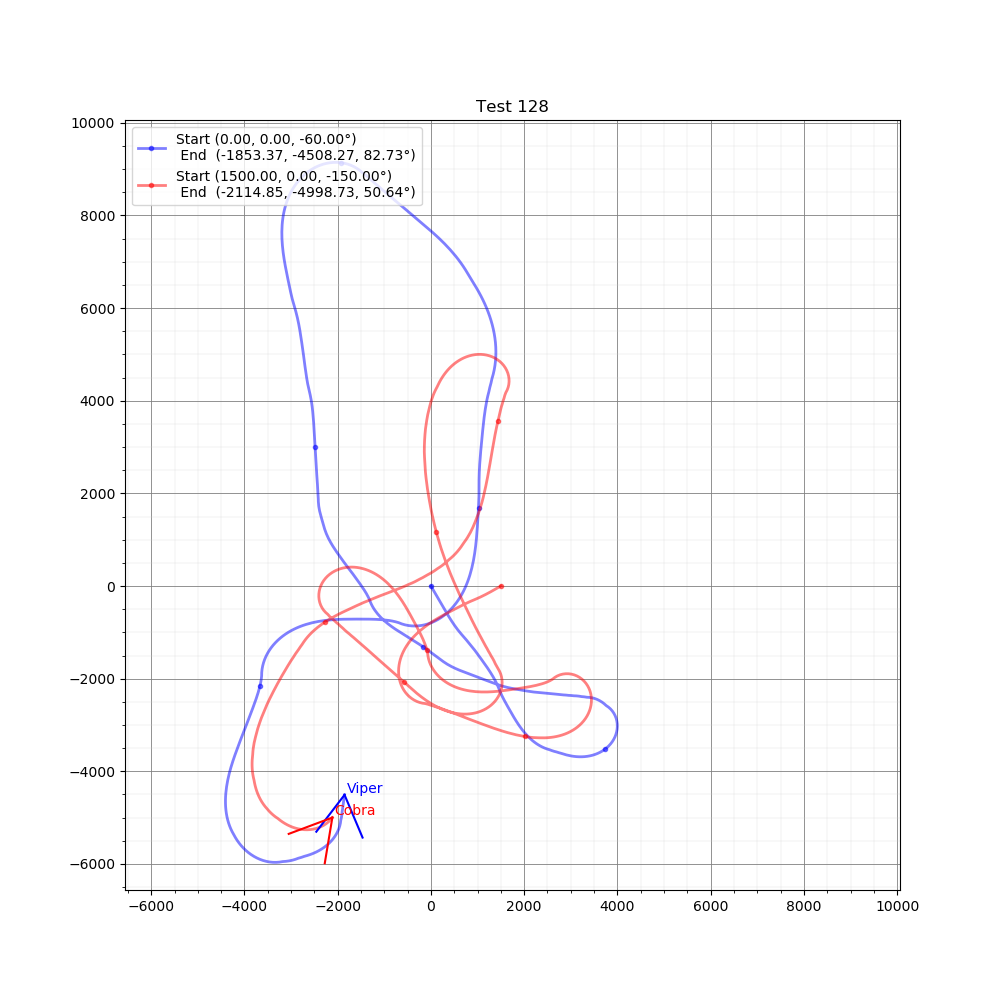 Test 128
Start (0.00, 0.00, -60.00°)
End (-1853.37, -4508.27, 82.73°)
Start (1500.00, 0.00, -150.00°)
End (-2114.85, -4998.73, 50.64°)
10000
8000
6000
4000
2000
0
−2000
−4000
−6000
Viper
Cobra
−6000 −4000 −2000 0 2000 4000 6000 8000 10000